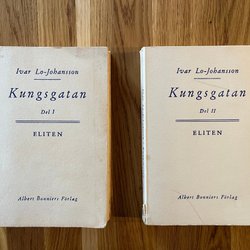 Ivar Lo-Johansson
Kungsgatan
Del I
ELITEN
Albert Bonniers Förlag
Ivar Lo-Johansson
Kungsgatan
Del II
ELITEN
Albert Bonniers Förlag